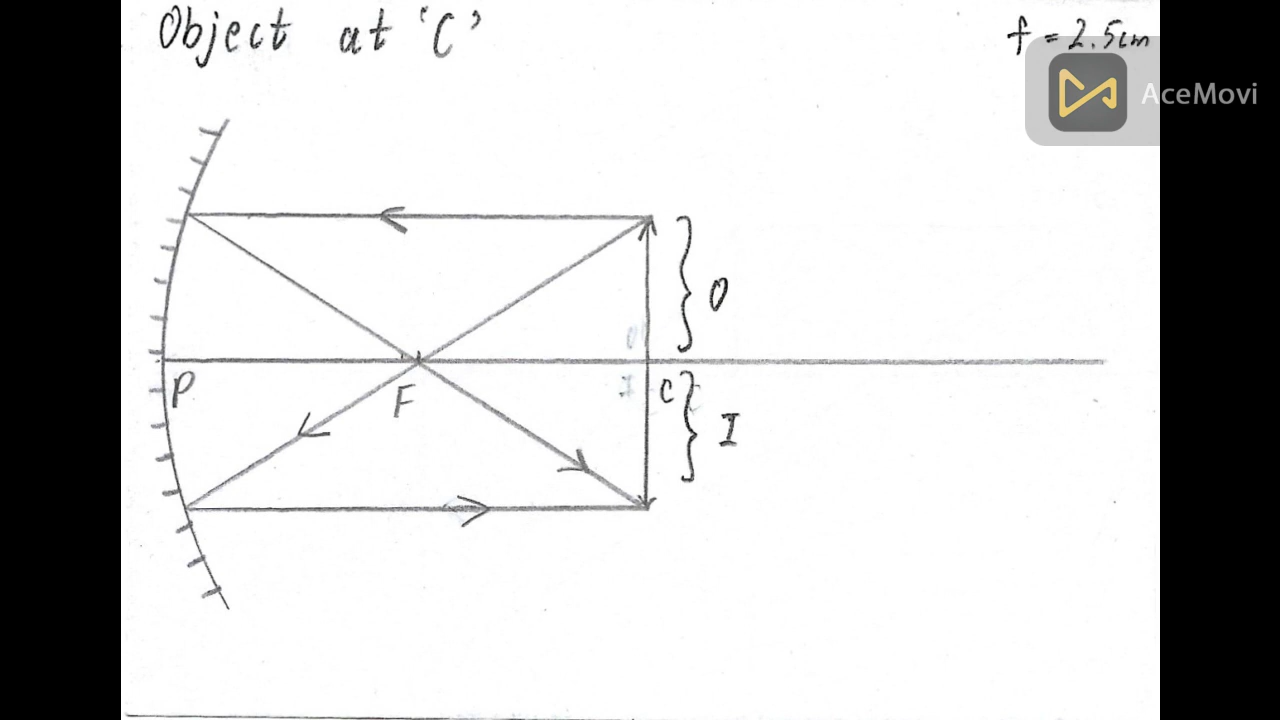 Object at 'C'
f = 2.5cm
AceMovi
O
P
F
C
I